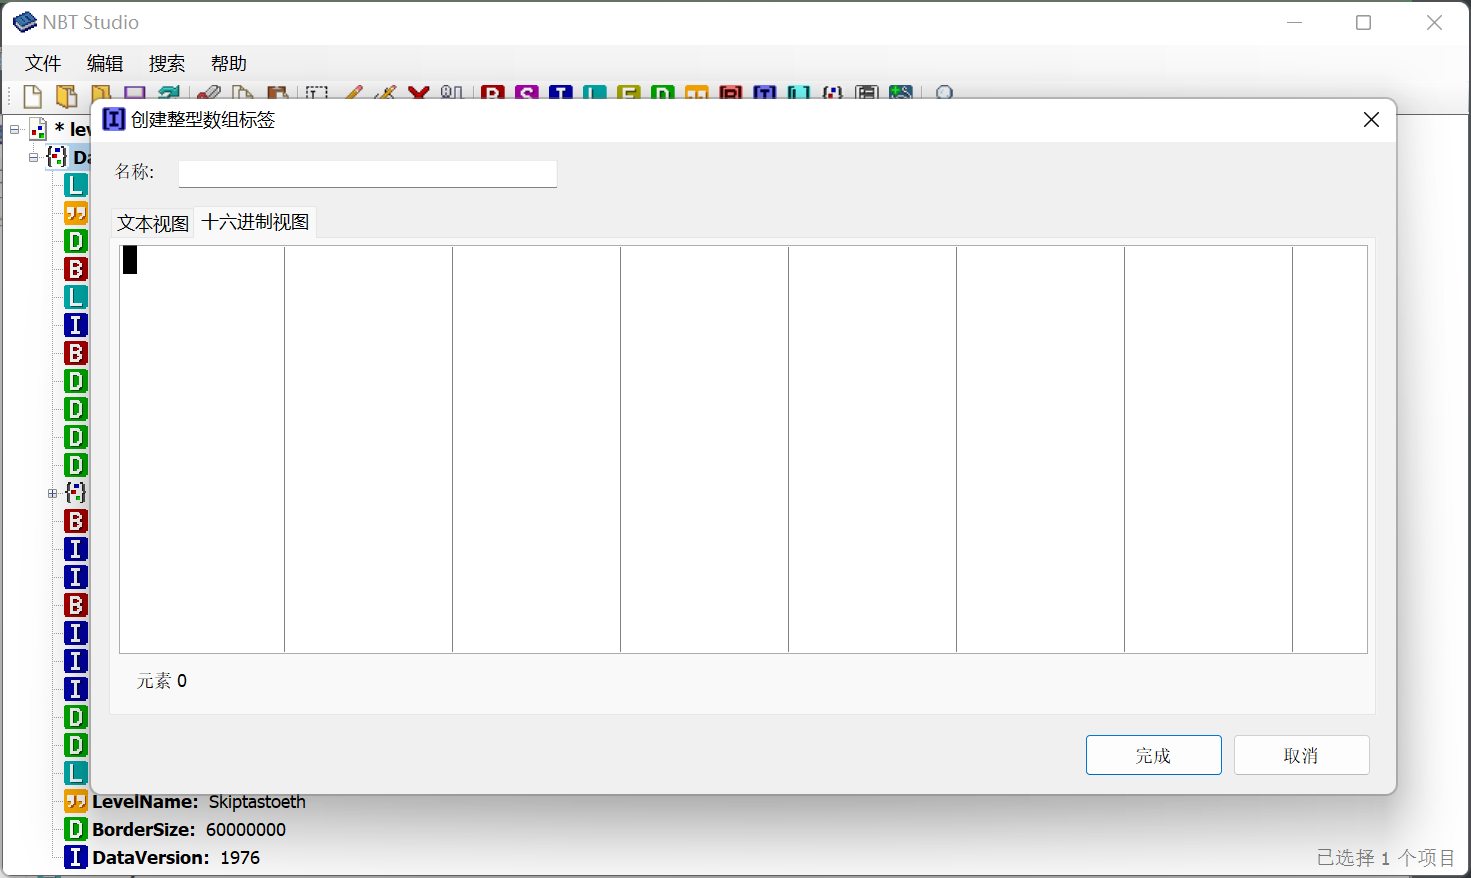 NBT Studio
文件 编辑 搜索 帮助
创建整型数组标签
* lev
Da
名称:
文本视图 十六进制视图
元素 0
完成 取消
LevelName: Skiptastoeth
BorderSize: 60000000
DataVersion: 1976
已选择 1 个项目